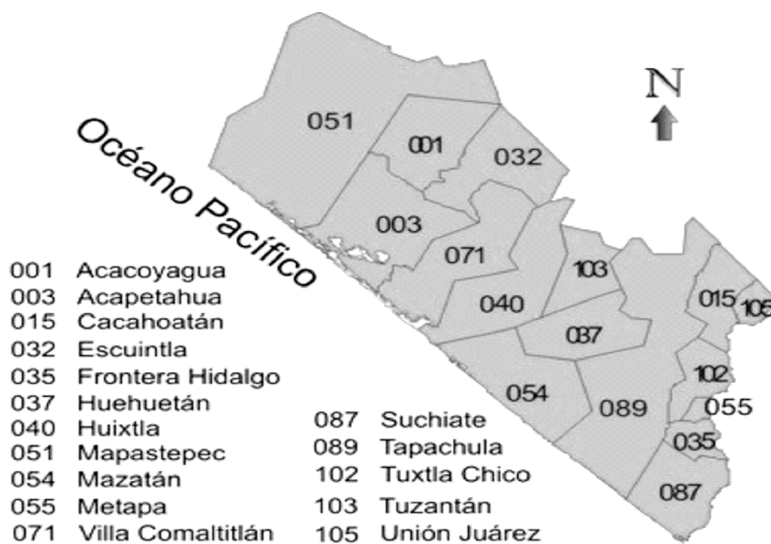 N
Océano Pacífico
051
001
032
003
071
103
015
105
040
037
102
054
089
055
035
087
001 Acacoyagua
003 Acapetahua
015 Cacahoatán
032 Escuintla
035 Frontera Hidalgo
037 Huehuetán
040 Huixtla
051 Mapastepec
054 Mazatán
055 Metapa
071 Villa Comaltitlán
087 Suchiate
089 Tapachula
102 Tuxtla Chico
103 Tuzantán
105 Unión Juárez